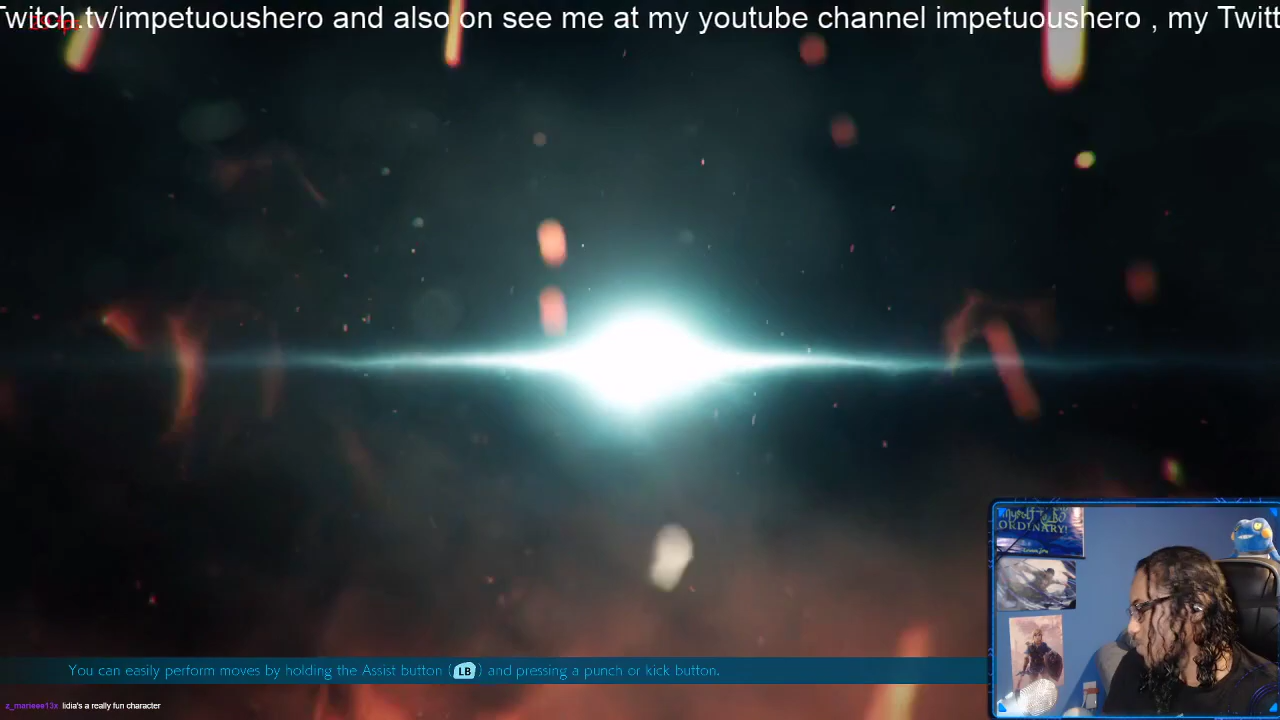 Twitch.tv/impetuoushero and also on see me at my youtube channel impetuoushero , my Twitt
You can easily perform moves by holding the Assist button (LB) and pressing a punch or kick button.
ORDINARY!
z_marieee13x lidia's a really fun character